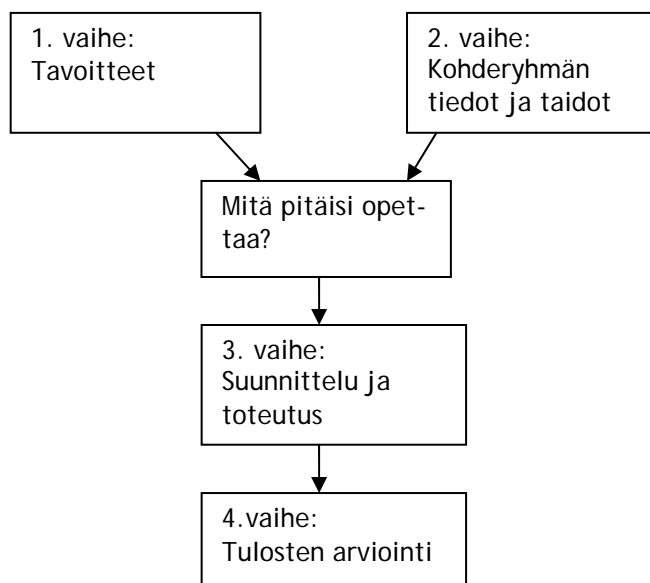 1. vaihe:
Tavoitteet
2. vaihe:
Kohderyhmän
tiedot ja taidot
Mitä pitäisi opet-
taa?
3. vaihe:
Suunnittelu ja
toteutus
4.vaihe:
Tulosten arviointi